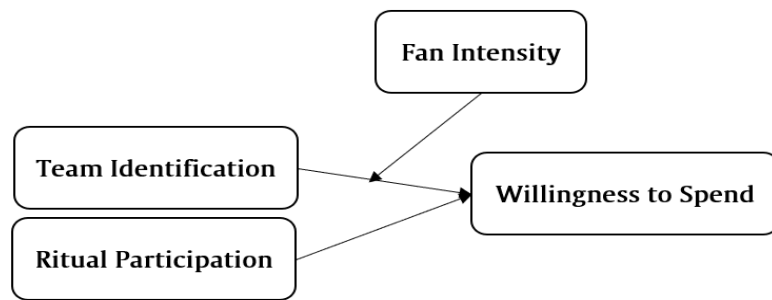 Fan Intensity
Team Identification
Willingness to Spend
Ritual Participation